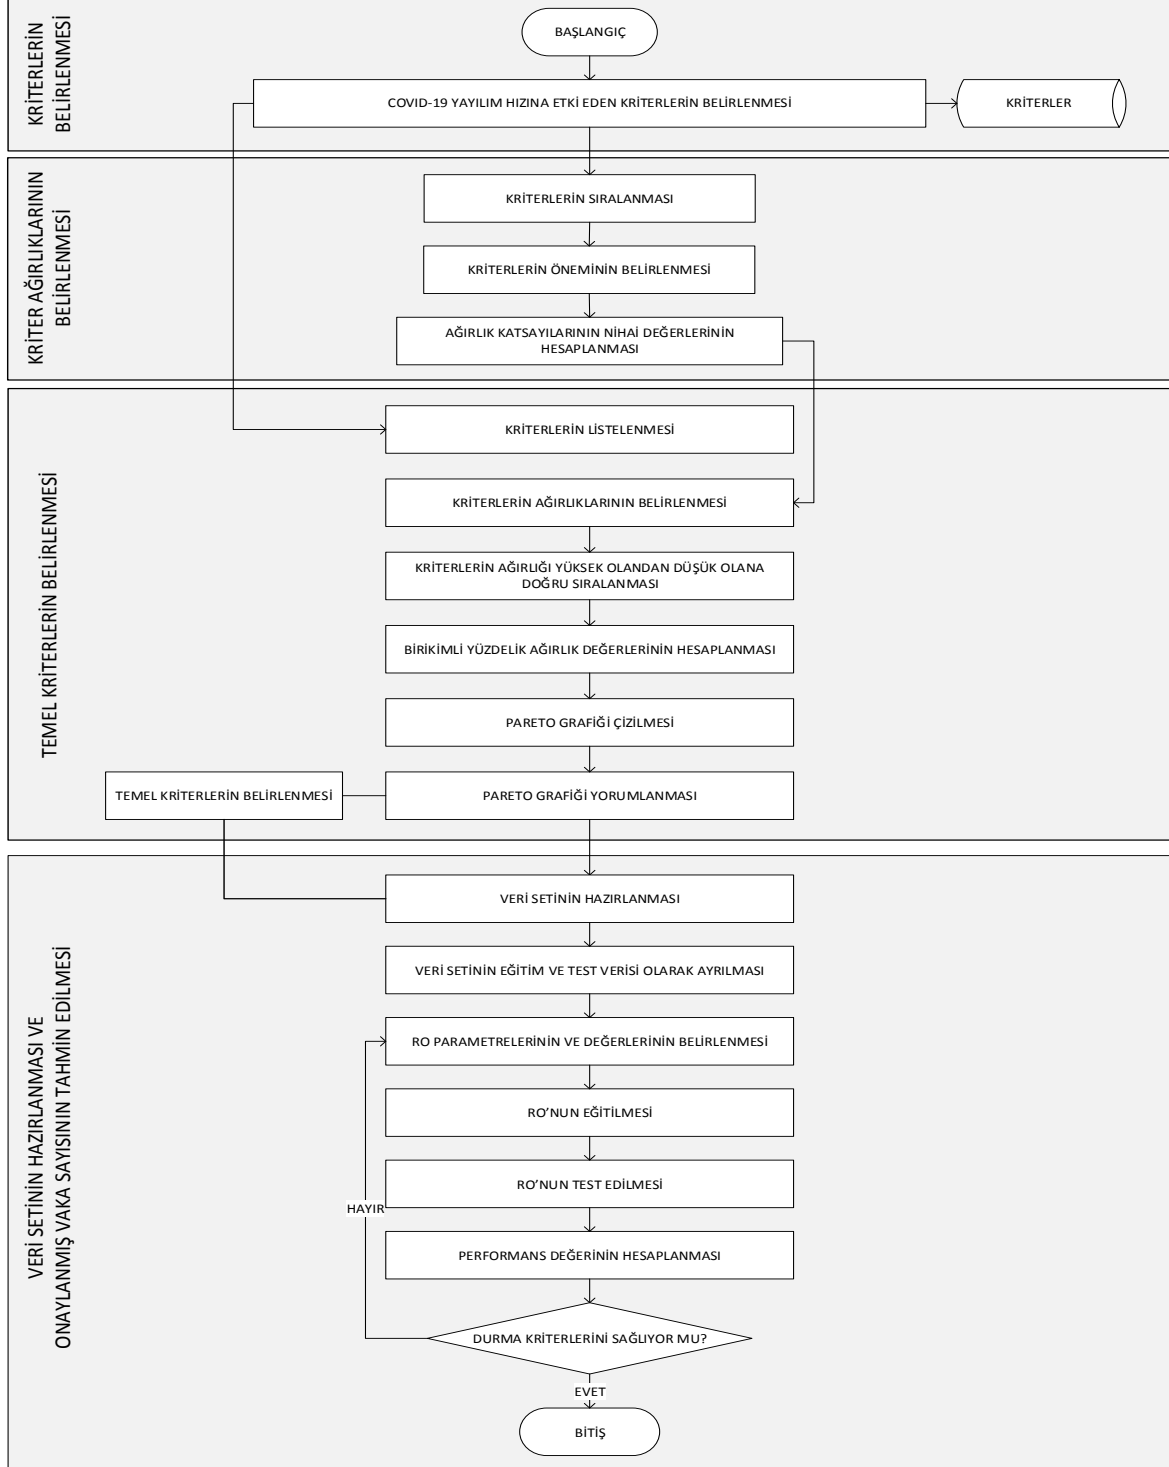 KRİTERLERİN
BELİRLENMESİ
BAŞLANGIÇ
COVID-19 YAYILIM HIZINA ETKİ EDEN KRİTERLERİN BELİRLENMESİ
KRİTERLER
KRİTER AĞIRLIKLARININ
BELİRLENMESİ
KRİTERLERİN SIRALANMASI
KRİTERLERİN ÖNEMİNİN BELİRLENMESİ
AĞIRLIK KATSAYILARININ NİHAİ DEĞERLERİNİN
HESAPLANMASI
TEMEL KRİTERLERİN BELİRLENMESİ
KRİTERLERİN LİSTELENMESİ
KRİTERLERİN AĞIRLIKLARININ BELİRLENMESİ
KRİTERLERİN AĞIRLIĞI YÜKSEK OLANDAN DÜŞÜK OLANA
DOĞRU SIRALANMASI
BİRİKİMLİ YÜZDELİK AĞIRLIK DEĞERLERİNİN HESAPLANMASI
PARETO GRAFİĞİ ÇİZİLMESİ
TEMEL KRİTERLERİN BELİRLENMESİ
PARETO GRAFİĞİ YORUMLANMASI
VERİ SETİNİN HAZIRLANMASI VE
ONAYLANMIŞ VAKA SAYISININ TAHMİN EDİLMESİ
VERİ SETİNİN HAZIRLANMASI
VERİ SETİNİN EĞİTİM VE TEST VERİSİ OLARAK AYRILMASI
RO PARAMETRELERİNİN VE DEĞERLERİNİN BELİRLENMESİ
RO’NUN EĞİTİLMESİ
RO’NUN TEST EDİLMESİ
HAYIR
PERFORMANS DEĞERİNİN HESAPLANMASI
DURMA KRİTERLERİNİ SAĞLIYOR MU?
EVET
BİTİŞ